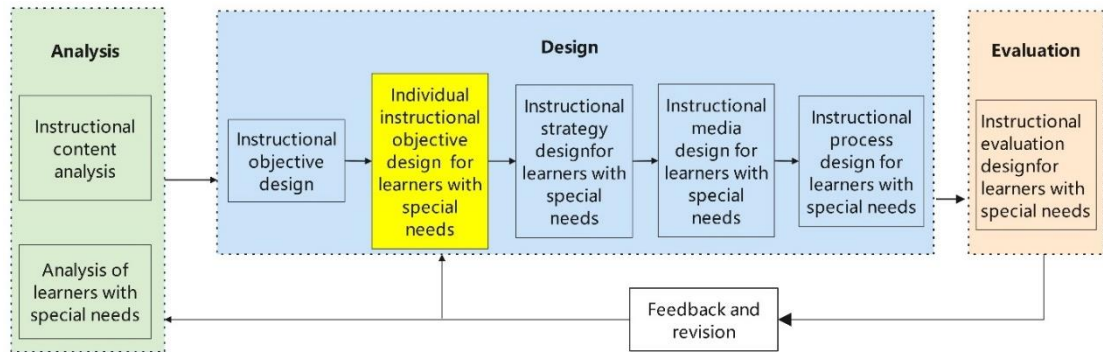 Analysis
Instructional
content
analysis
Analysis of
learners with
special needs
Design
Instructional
objective
design
Individual
instructional
objective
design for
learners with
special
needs
Instructional
strategy
designfor
learners with
special
needs
Instructional
media
design for
learners with
special
needs
Instructional
process
design for
learners with
special needs
Evaluation
Instructional
evaluation
designfor
learners with
special needs
Feedback and
revision